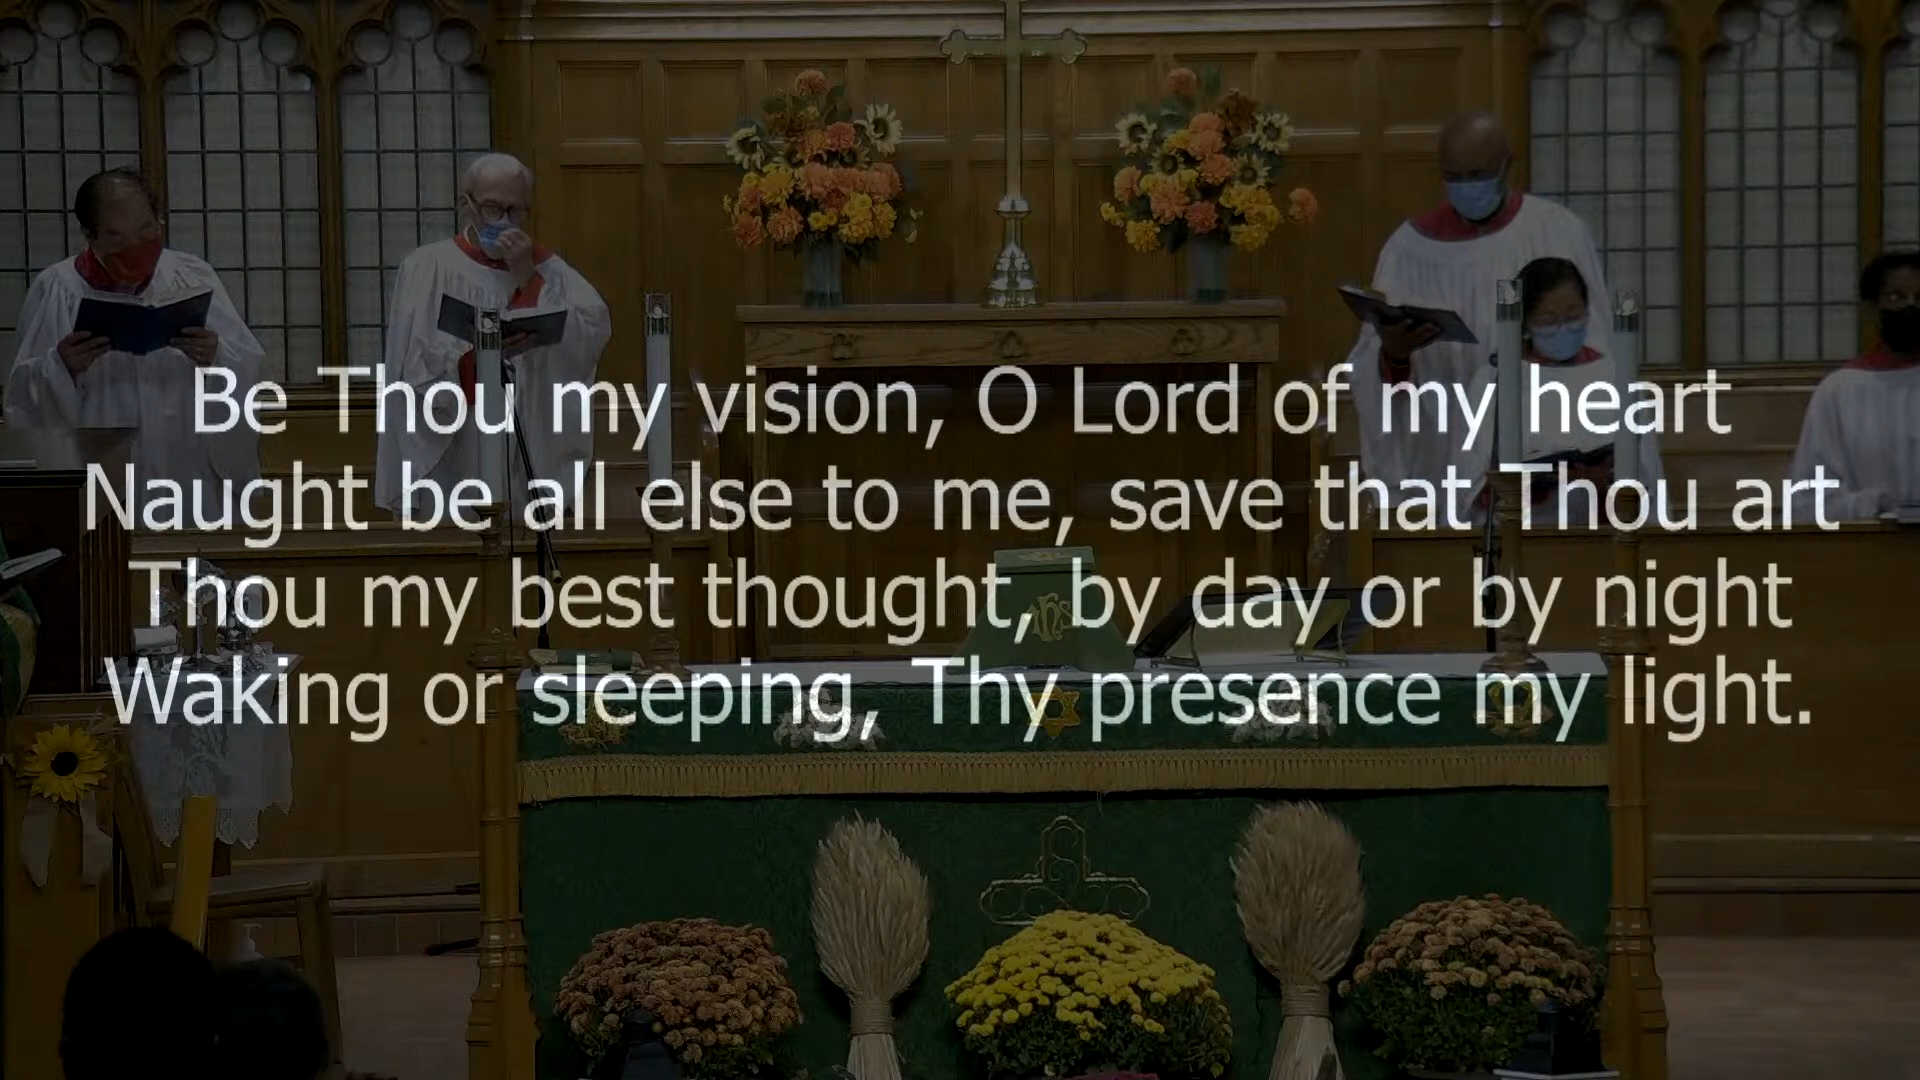 Be Thou my vision, O Lord of my heart
Naught be all else to me, save that Thou art
Thou my best thought, by day or by night
Waking or sleeping, Thy presence my light.
IHS